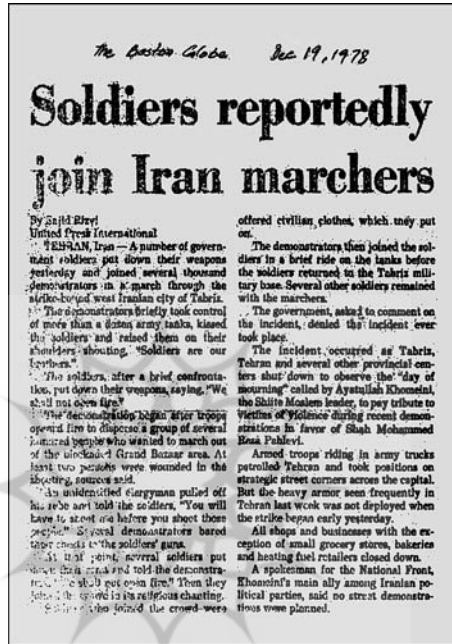 The Boston Globe Dec 19, 1978
Soldiers reportedly
join Iran marchers
By Sajid Rizvi
United Press International
TEHRAN, Iran — A number of govern-
ment soldiers put down their weapons
yesterday and joined several thousand
demonstrators in a march through the
strike-bound west Iranian city of Tabriz.
The demonstrators briefly took control
of more than a dozen army tanks, kissed
the soldiers and raised them on their
shoulders shouting, "Soldiers are our
brothers."
The soldiers, after a brief confronta-
tion, put down their weapons, saying, "We
shall not open fire."
The demonstration began after troops
opened fire to disperse a group of several
hundred people who wanted to march out
of the blockaded Grand Bazaar area. At
least two persons were wounded in the
shooting, sources said.
An unidentified clergyman pulled off
his robe and told the soldiers, "You will
have to shoot me before you shoot these
people." Several demonstrators bared
their chests to the soldiers' guns.
At that point, several soldiers put
down their arms and told the demonstra-
"We shall not open fire." Then they
joined the crowd in its religious chanting.
Soldiers who joined the crowd were
offered civilian clothes, which they put
on.
The demonstrators then joined the sol-
diers in a brief ride on the tanks before
the soldiers returned to the Tabriz mili-
tary base. Several other soldiers remained
with the marchers.
The government, asked to comment on
the incident, denied the incident ever
took place.
The incident occurred as Tabriz,
Tehran and several other provincial cen-
ters shut down to observe the "day of
mourning" called by Ayatullah Khomeini,
the Shiite Moslem leader, to pay tribute to
victims of violence during recent demon-
strations in favor of Shah Mohammed
Reza Pahlevi.
Armed troops riding in army trucks
patrolled Tehran and took positions on
strategic street corners across the capital.
But the heavy armor seen frequently in
Tehran last week was not deployed when
the strike began early yesterday.
All shops and businesses with the ex-
ception of small grocery stores, bakeries
and heating fuel retailers closed down.
A spokesman for the National Front,
Khomeini's main ally among Iranian po-
litical parties, said no street demonstra-
tions were planned.